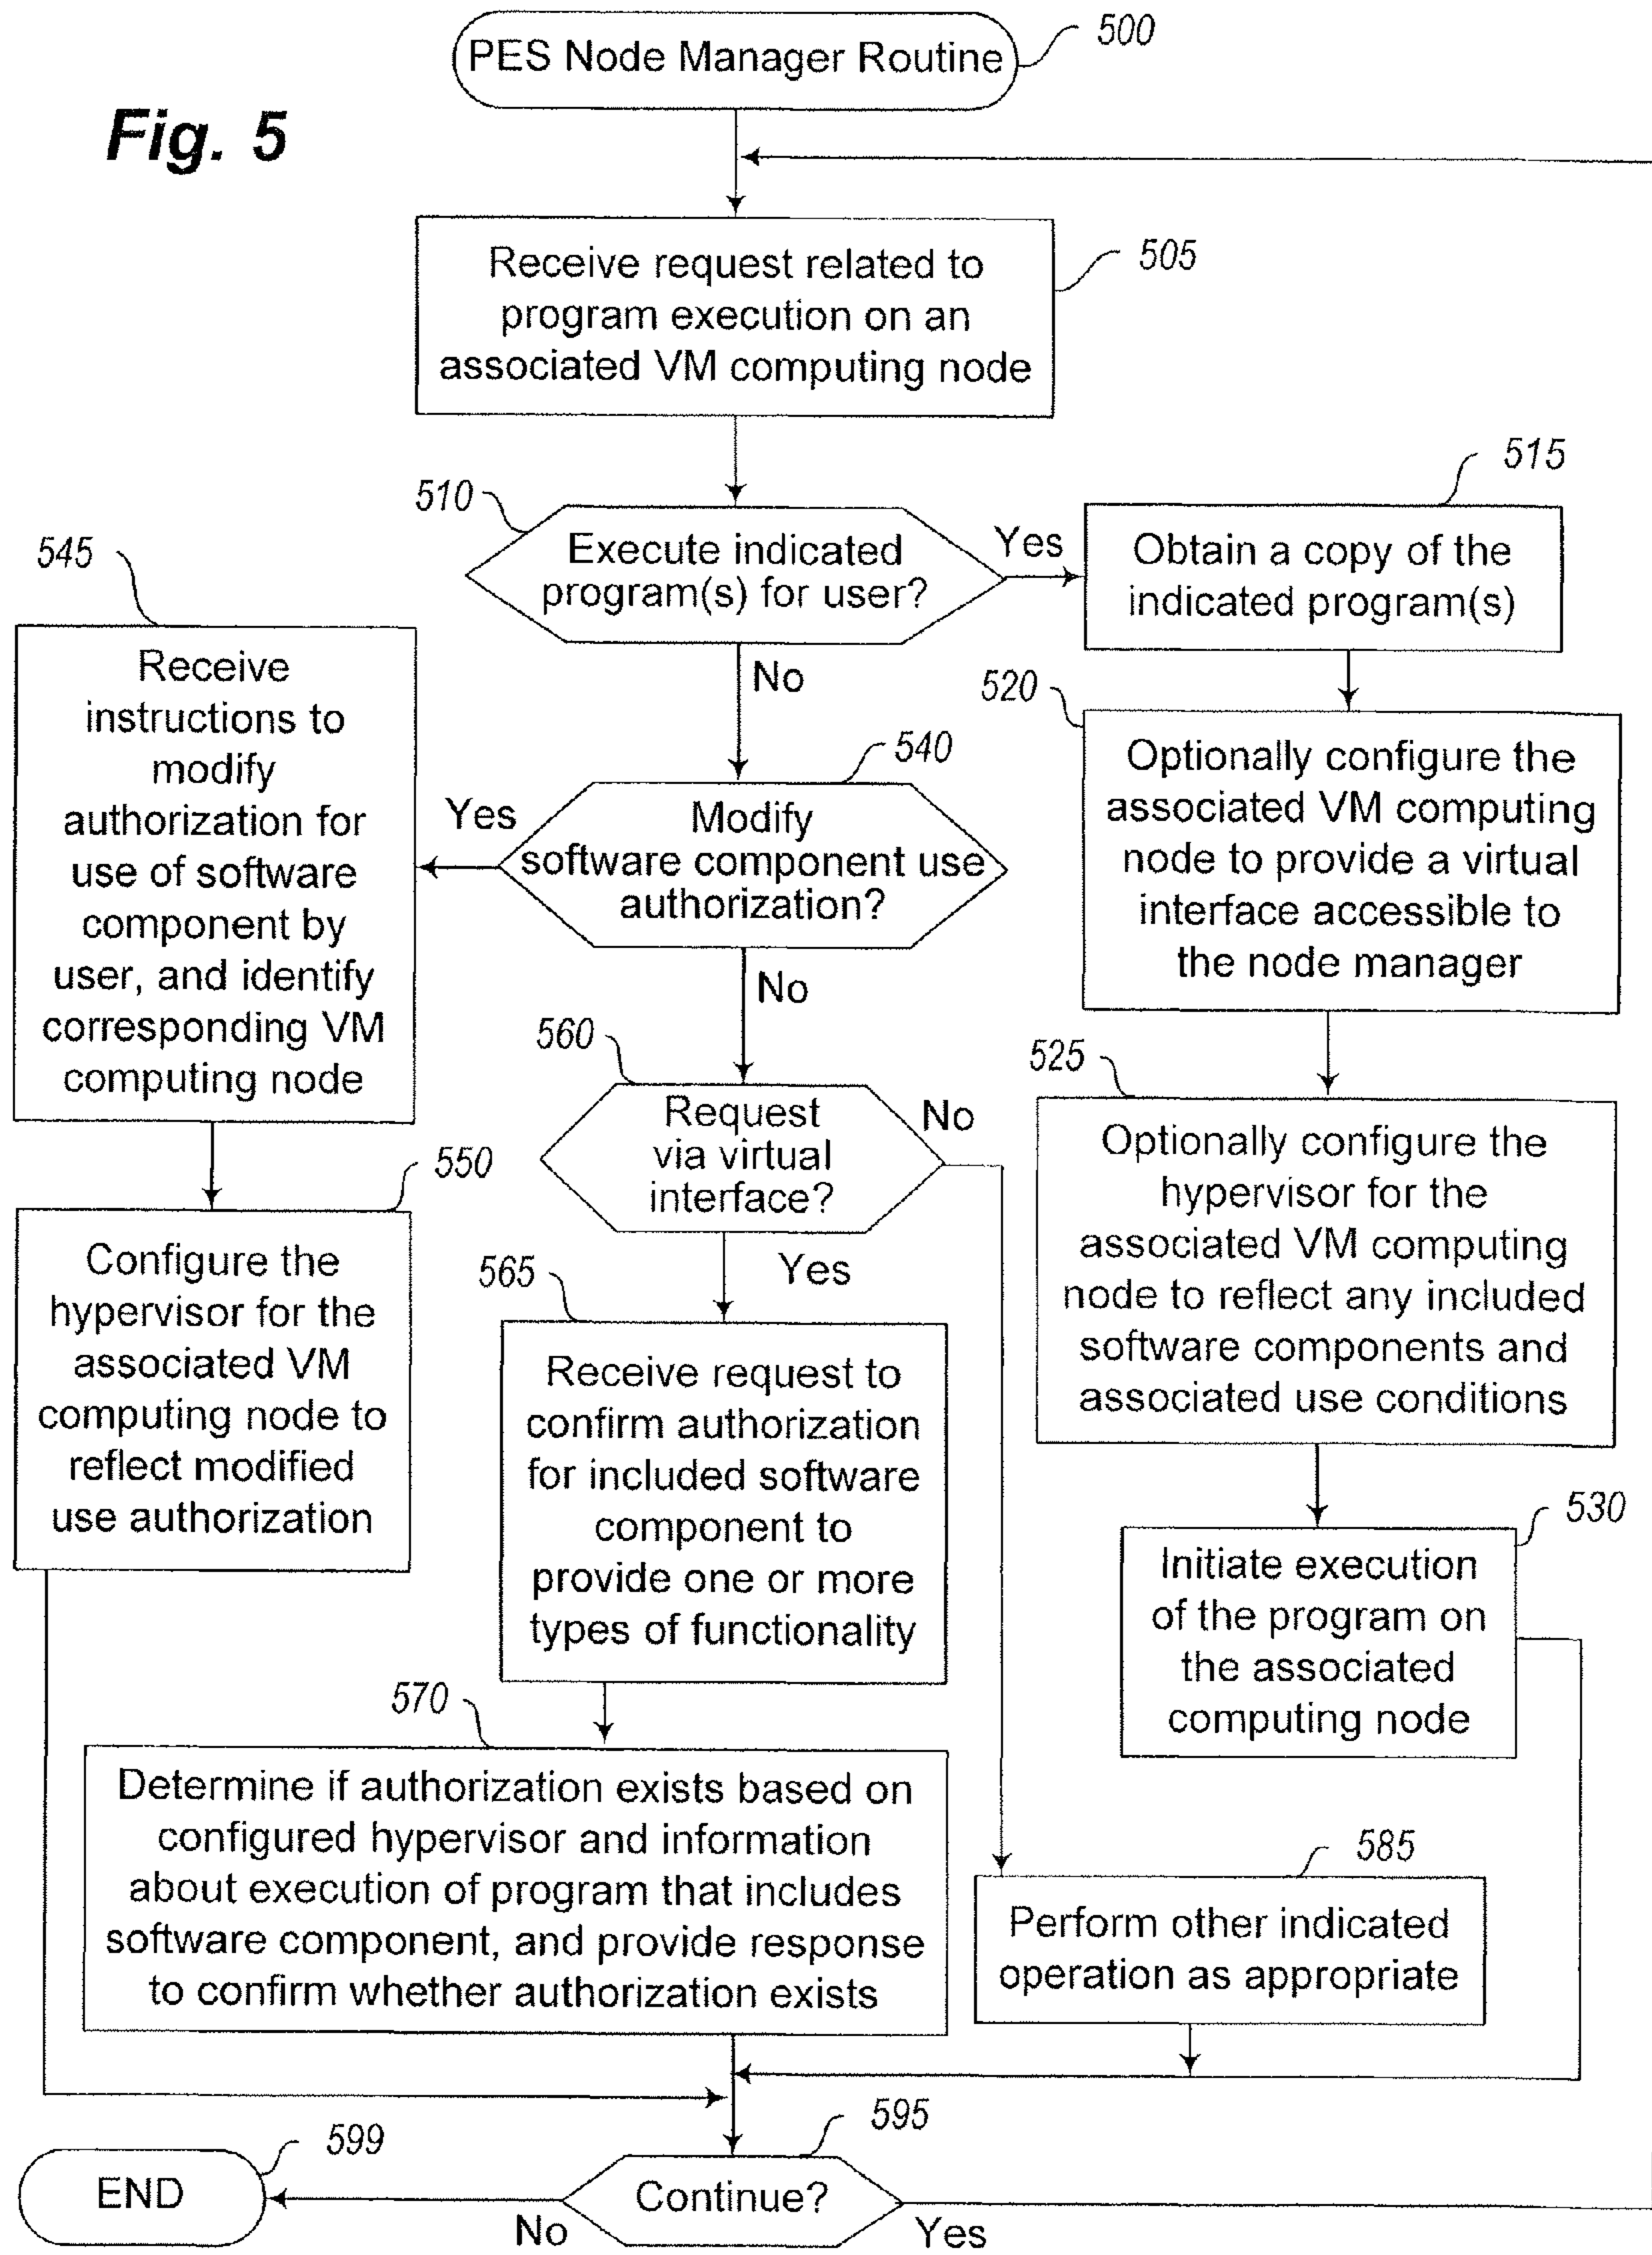 Fig. 5
PES Node Manager Routine
500
Receive request related to
program execution on an
associated VM computing node
505
510
Execute indicated
program(s) for user?
Yes
No
515
Obtain a copy of the
indicated program(s)
520
Optionally configure the
associated VM computing
node to provide a virtual
interface accessible to
the node manager
525
Optionally configure the
hypervisor for the
associated VM computing
node to reflect any included
software components and
associated use conditions
530
Initiate execution
of the program on
the associated
computing node
540
Modify
software component use
authorization?
Yes
No
545
Receive
instructions to
modify
authorization for
use of software
component by
user, and identify
corresponding VM
computing node
550
Configure the
hypervisor for the
associated VM
computing node to
reflect modified
use authorization
560
Request
via virtual
interface?
No
Yes
565
Receive request to
confirm authorization
for included software
component to
provide one or more
types of functionality
570
Determine if authorization exists based on
configured hypervisor and information
about execution of program that includes
software component, and provide response
to confirm whether authorization exists
585
Perform other indicated
operation as appropriate
595
Continue?
No
Yes
599
END